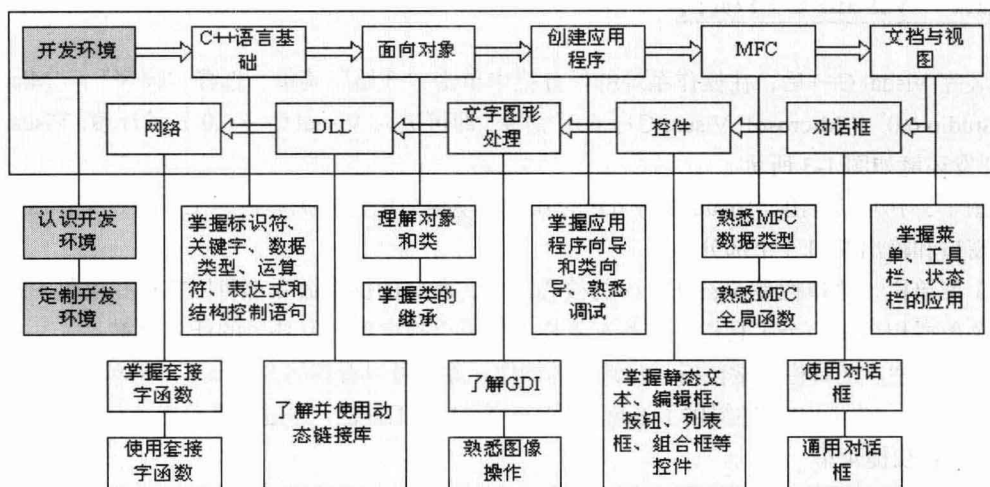 开发环境
C++语言基
础
面向对象
创建应用
程序
MFC
文档与视
图
网络
DLL
文字图形
处理
控件
对话框
认识开发
环境
定制开发
环境
掌握标识符、
关键字、数据
类型、运算
符、表达式和
结构控制语句
理解对象
和类
掌握类的
继承
掌握应用
程序向导
和类向
导、熟悉
调试
熟悉MFC
数据类型
熟悉MFC
全局函数
掌握菜
单、工具
栏、状态
栏的应用
掌握套接
字函数
使用套接
字函数
了解并使用动
态链接库
了解GDI
熟悉图像
操作
掌握静态文
本、编辑框、
按钮、列表
框、组合框等
控件
使用对话
框
通用对话
框